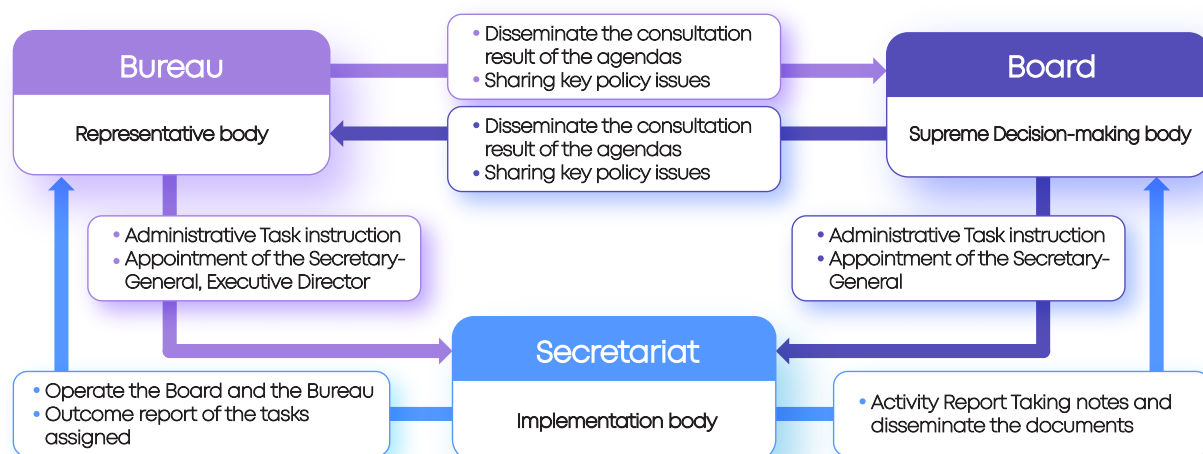 Bureau
Representative body
• Disseminate the consultation
result of the agendas
• Sharing key policy issues
Board
Supreme Decision-making body
• Disseminate the consultation
result of the agendas
• Sharing key policy issues
• Administrative Task instruction
• Appointment of the Secretary-
General, Executive Director
• Administrative Task instruction
• Appointment of the Secretary-
General
Secretariat
Implementation body
• Operate the Board and the Bureau
• Outcome report of the tasks
assigned
• Activity Report Taking notes and
disseminate the documents